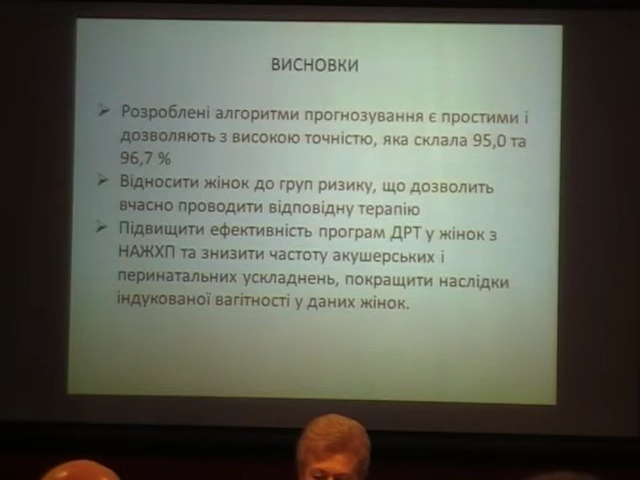 ВИСНОВКИ
➢ Розроблені алгоритми прогнозування є простими і
дозволяють з високою точністю, яка склала 95,0 та
96,7 %
➢ Відносити жінок до груп ризику, що дозволить
вчасно проводити відповідну терапію
➢ Підвищити ефективність програм ДРТ у жінок з
НАЖХП та знизити частоту акушерських і
перинатальних ускладнень, покращити наслідки
індукованої вагітності у даних жінок.